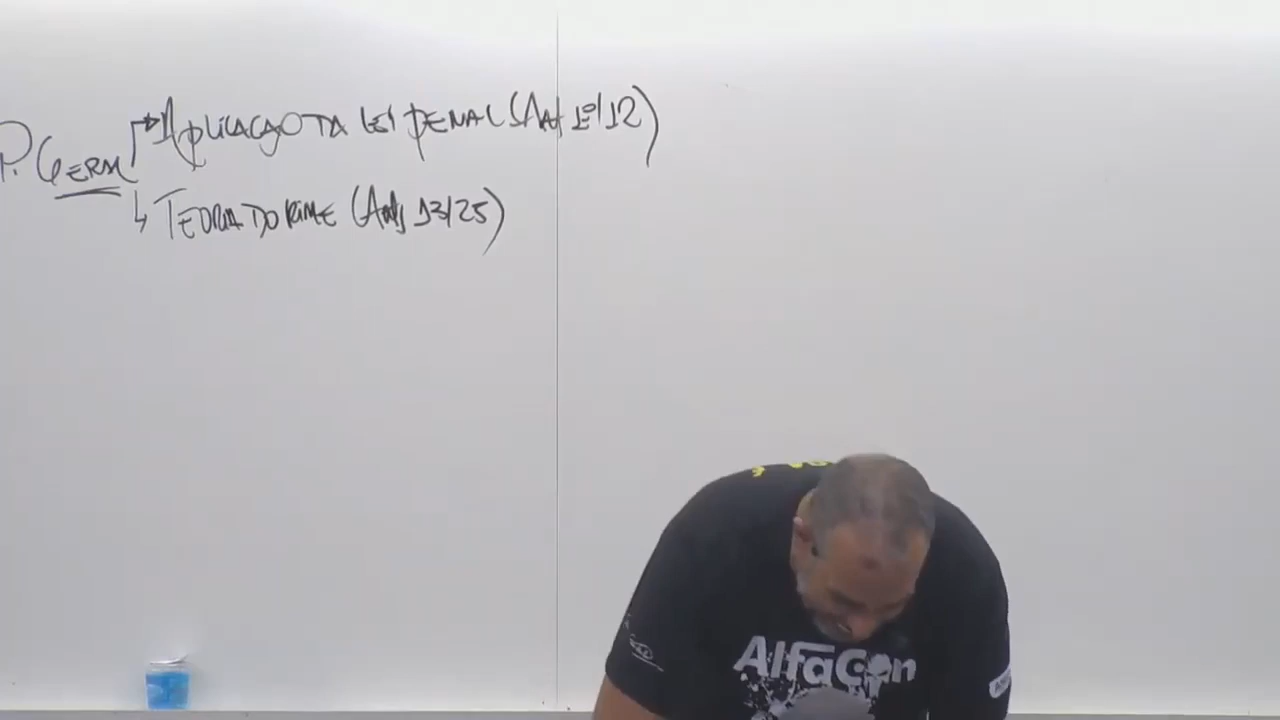 P. GERAL
APLICAÇÃO DA LEI PENAL (Art 1º/12)
TEORIA DO CRIME (Arts 13/25)
AlfaCon